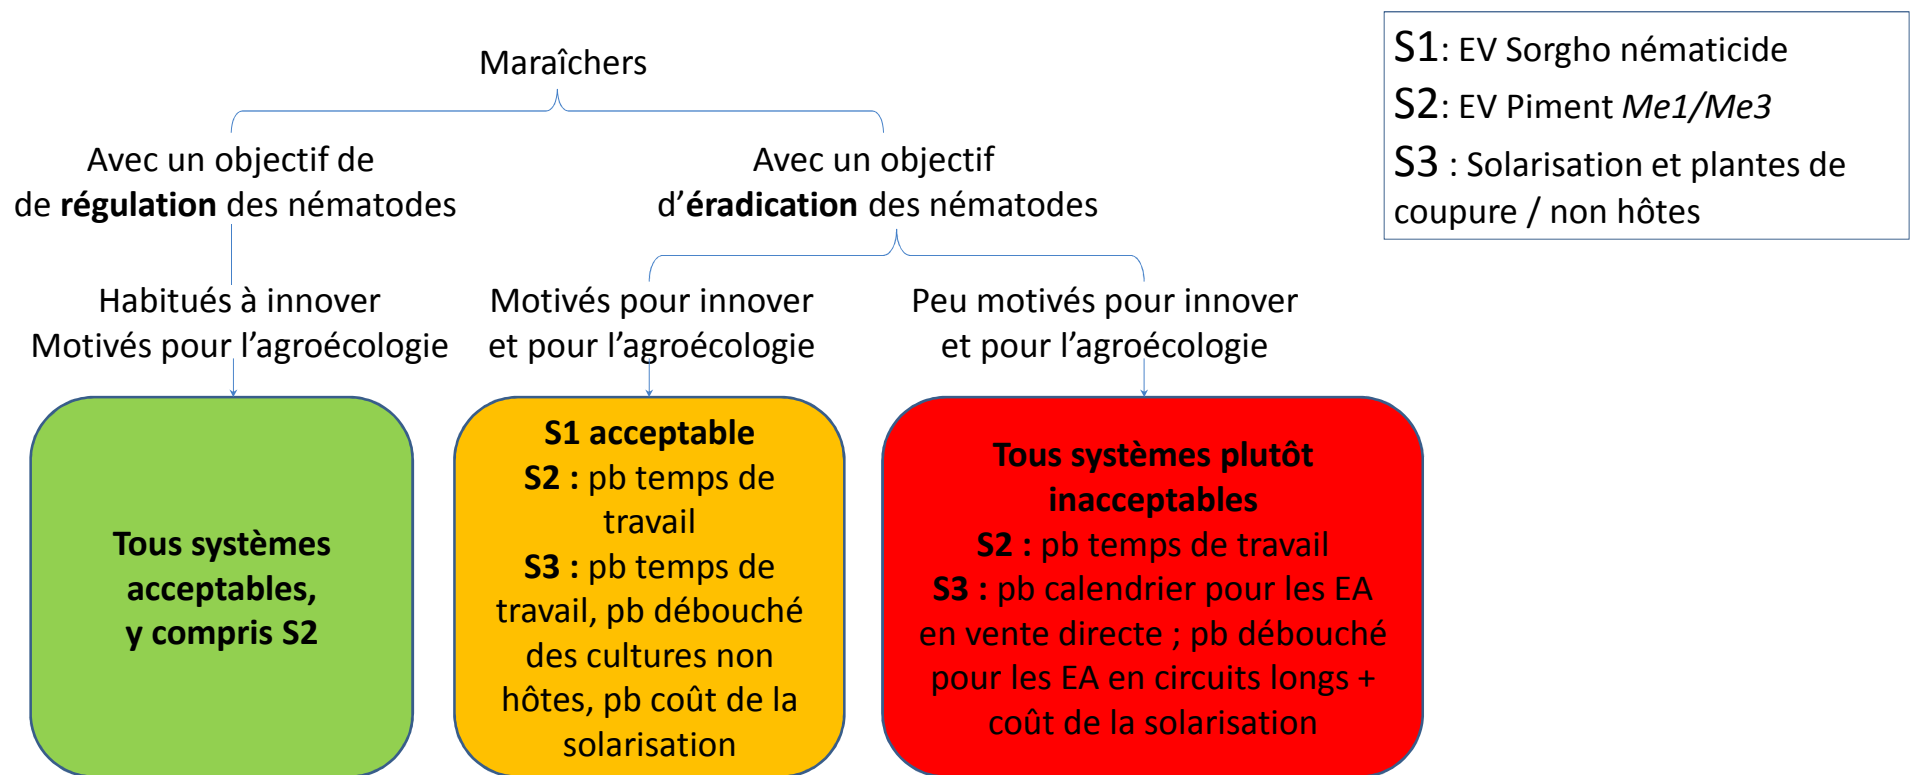 Maraîchers
Avec un objectif de
de régulation des nématodes
Avec un objectif
d’éradication des nématodes
Habitués à innover
Motivés pour l’agroécologie
Motivés pour innover
et pour l’agroécologie
Peu motivés pour innover
et pour l’agroécologie
Tous systèmes
acceptables,
y compris S2
S1 acceptable
S2 : pb temps de
travail
S3 : pb temps de
travail, pb débouché
des cultures non
hôtes, pb coût de la
solarisation
Tous systèmes plutôt
inacceptables
S2 : pb temps de travail
S3 : pb calendrier pour les EA
en vente directe ; pb débouché
pour les EA en circuits longs +
coût de la solarisation
S1: EV Sorgho nématicide
S2: EV Piment Me1/Me3
S3 : Solarisation et plantes de
coupure / non hôtes